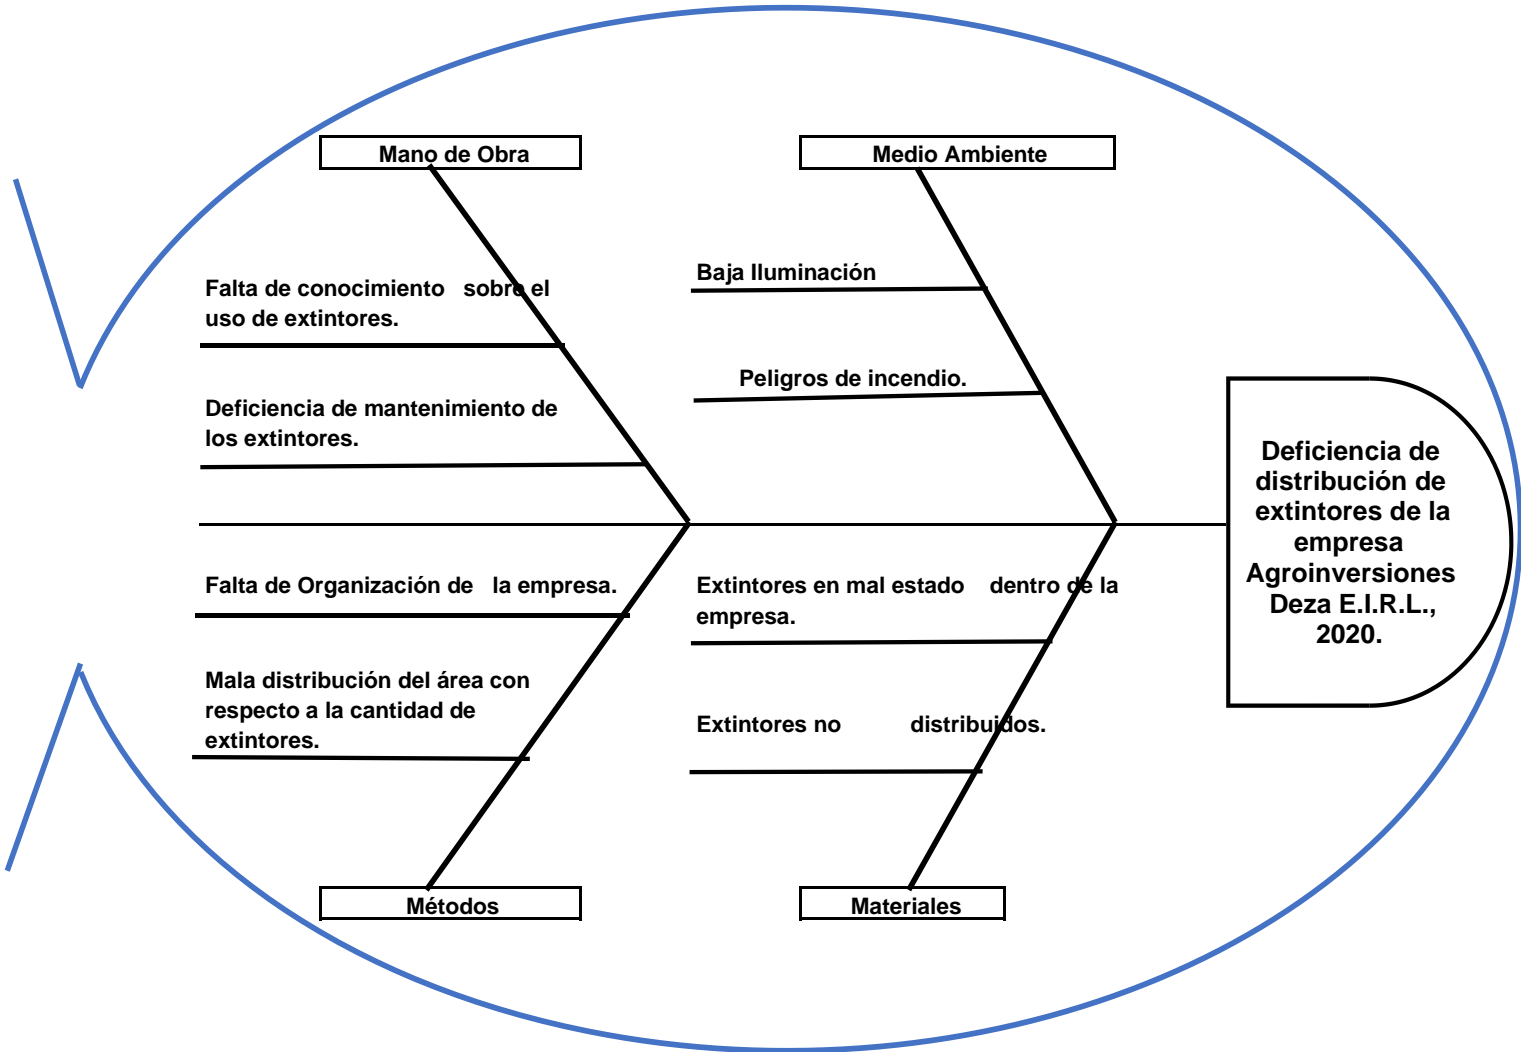 Mano de Obra
Medio Ambiente
Falta de conocimiento sobre el
uso de extintores.
Deficiencia de mantenimiento de
los extintores.
Baja Iluminación
Peligros de incendio.
Deficiencia de
distribución de
extintores de la
empresa
Agroinversiones
Deza E.I.R.L.,
2020.
Falta de Organización de la empresa.
Mala distribución del área con
respecto a la cantidad de
extintores.
Extintores en mal estado dentro de la
empresa.
Extintores no distribuidos.
Métodos
Materiales